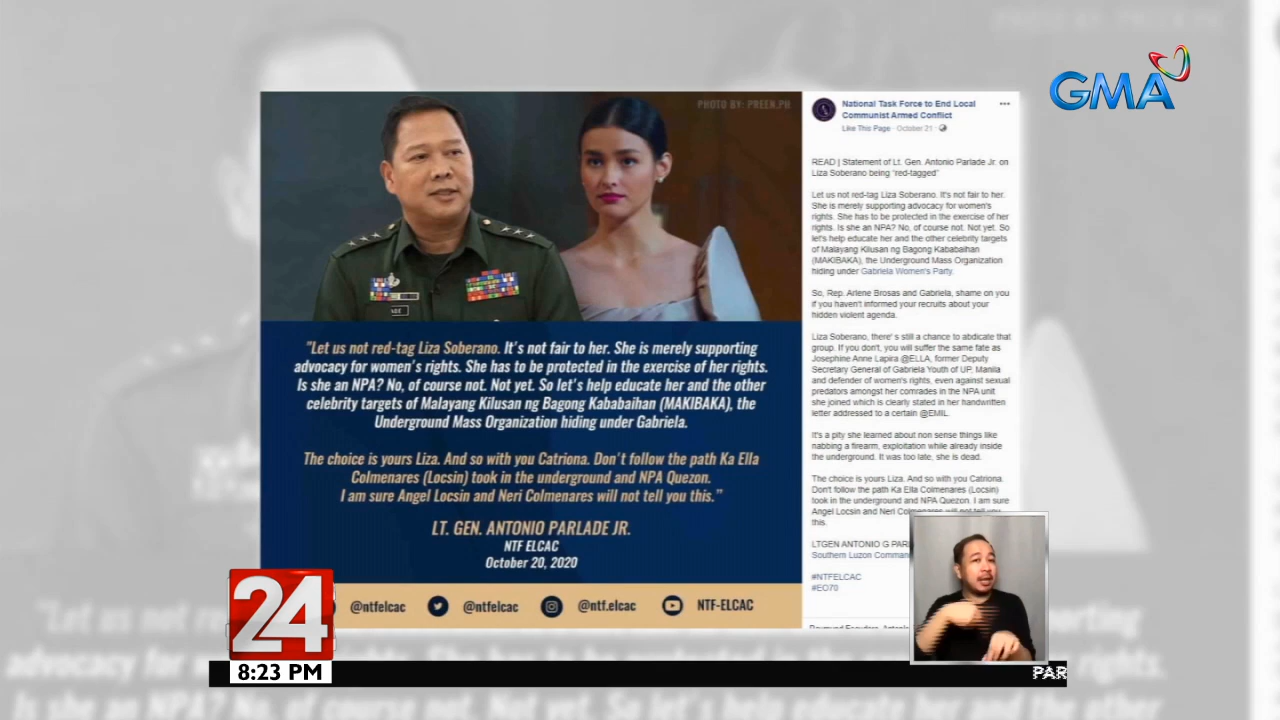 PHOTO BY: PREEN.PH
GMA
"Let us not red-tag Liza Soberano. It's not fair to her. She is merely supporting
advocacy for women's rights. She has to be protected in the exercise of her rights.
Is she an NPA? No, of course not. Not yet. So let's help educate her and the other
celebrity targets of Malayang Kilusan ng Bagong Kababaihan (MAKIBAKA), the
Underground Mass Organization hiding under Gabriela.
The choice is yours Liza. And so with you Catriona. Don't follow the path Ka Ella
Colmenares (Locsin) took in the underground and NPA Quezon.
I am sure Angel Locsin and Neri Colmenares will not tell you this."
LT. GEN. ANTONIO PARLADE JR.
NTF ELCAC
October 20, 2020
@ntfelcac @ntfelcac @ntf.elcac NTF-ELCAC
National Task Force to End Local
Communist Armed Conflict
Like This Page · October 21 ·
READ | Statement of Lt. Gen. Antonio Parlade Jr. on
Liza Soberano being "red-tagged"
Let us not red-tag Liza Soberano. It's not fair to her.
She is merely supporting advocacy for women's
rights. She has to be protected in the exercise of her
rights. Is she an NPA? No, of course not. Not yet. So
let's help educate her and the other celebrity targets
of Malayang Kilusan ng Bagong Kababaihan
(MAKIBAKA), the Underground Mass Organization
hiding under Gabriela Women's Party.
So, Rep. Arlene Brosas and Gabriela, shame on you
if you haven't informed your recruits about your
hidden violent agenda.
Liza Soberano, there' s still a chance to abdicate that
group. If you don't, you will suffer the same fate as
Josephine Anne Lapira @ELLA, former Deputy
Secretary General of Gabriela Youth of UP, Manila
and defender of women's rights, even against sexual
predators amongst her comrades in the NPA unit
she joined which is clearly stated in her handwritten
letter addressed to a certain @EMIL.
It's a pity she learned about non sense things like
nabbing a firearm, exploitation while already inside
the underground. It was too late, she is dead.
The choice is yours Liza. And so with you Catriona.
Don't follow the path Ka Ella Colmenares (Locsin)
took in the underground and NPA Quezon. I am sure
Angel Locsin and Neri Colmenares will not tell you
this.
LTGEN ANTONIO G PARL
Southern Luzon Comman
#NTFELCAC
#EO70
24
8:23 PM
PAR